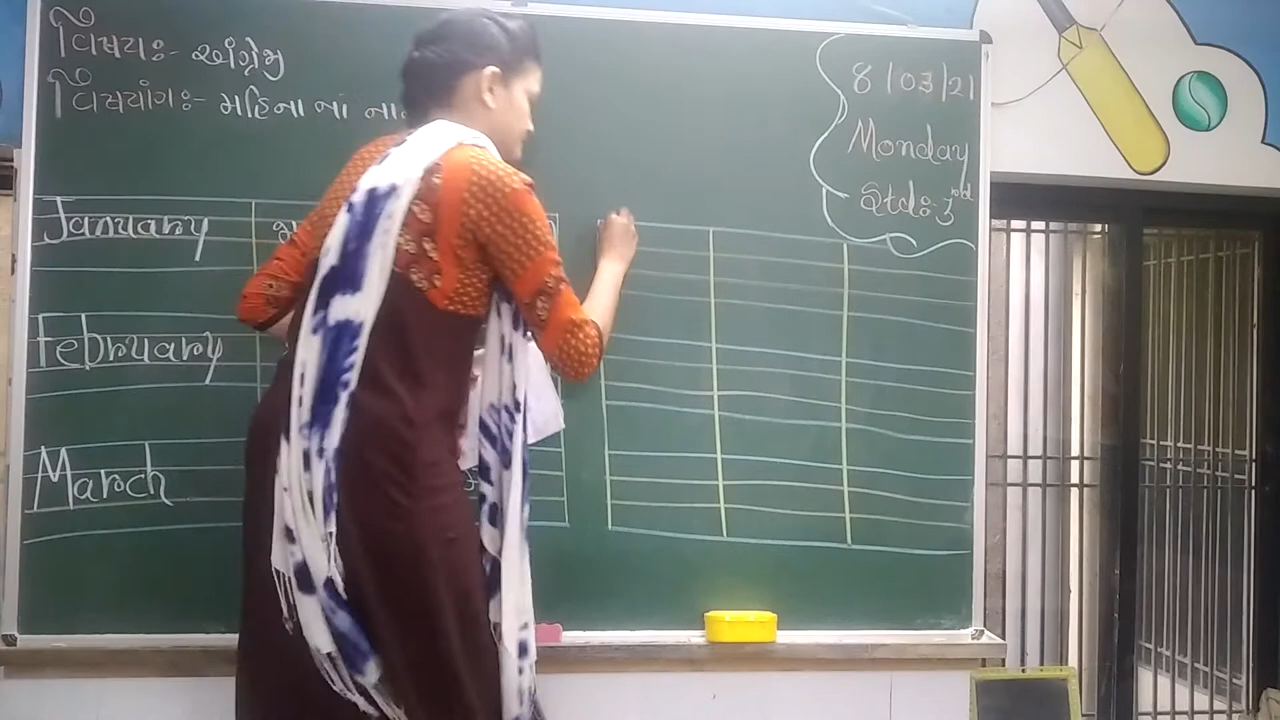 વિષય:- અંગ્રેજી
વિષયાંગ:- મહિના નાં
8/03/21
Monday
Std:- 3rd
January
February
March